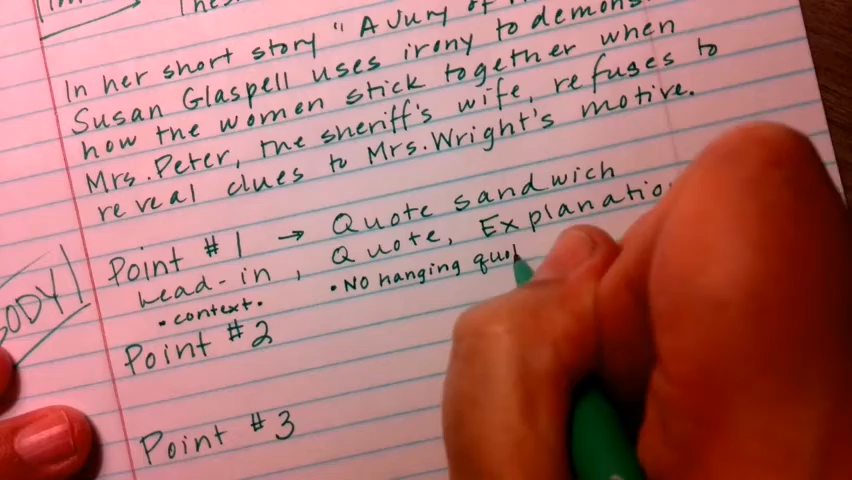 In her short story "A Jury of
Susan Glaspell uses irony to
how the women stick together when
Mrs. Peter, the sheriff's wife, refuses to
reveal clues to Mrs. Wright's motive.
Point #1 → Quote sandwich
Lead-in, Quote, Explanatio
• context. • No hanging quo
BODY
Point #2
Point #3